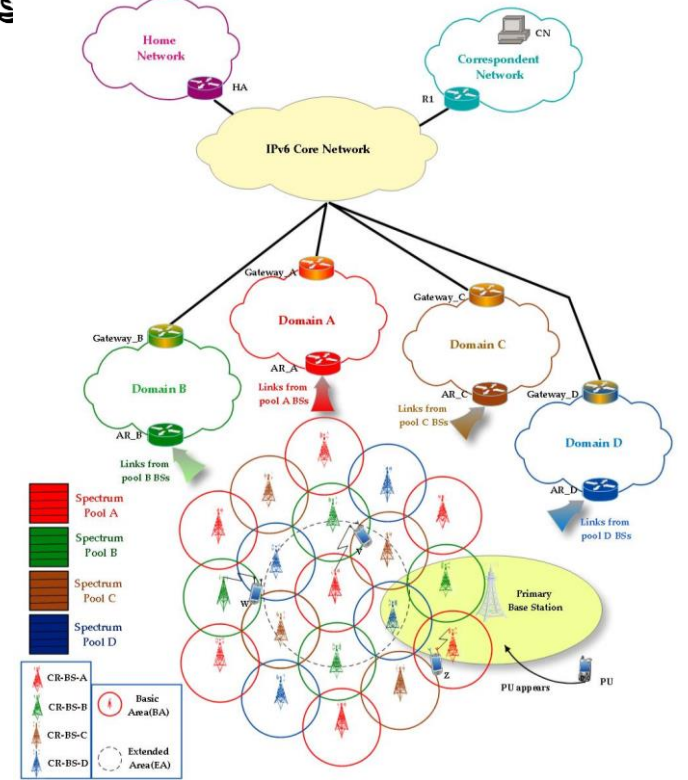 Home
Network
HA
CN
Correspondent
Network
R1
IPv6 Core Network
Gateway_A
Domain A
AR_A
Gateway_B
Domain B
AR_B
Gateway_C
Domain C
AR_C
Gateway_D
Domain D
AR_D
Links from
pool A BSs
Links from
pool B BSs
Links from
pool C BSs
Links from
pool D BSs
Spectrum
Pool A
Spectrum
Pool B
Spectrum
Pool C
Spectrum
Pool D
V
W
Z
Primary
Base Station
PU appears
PU
CR-BS-A
CR-BS-B
CR-BS-C
CR-BS-D
Basic
Area(BA)
Extended
Area(EA)